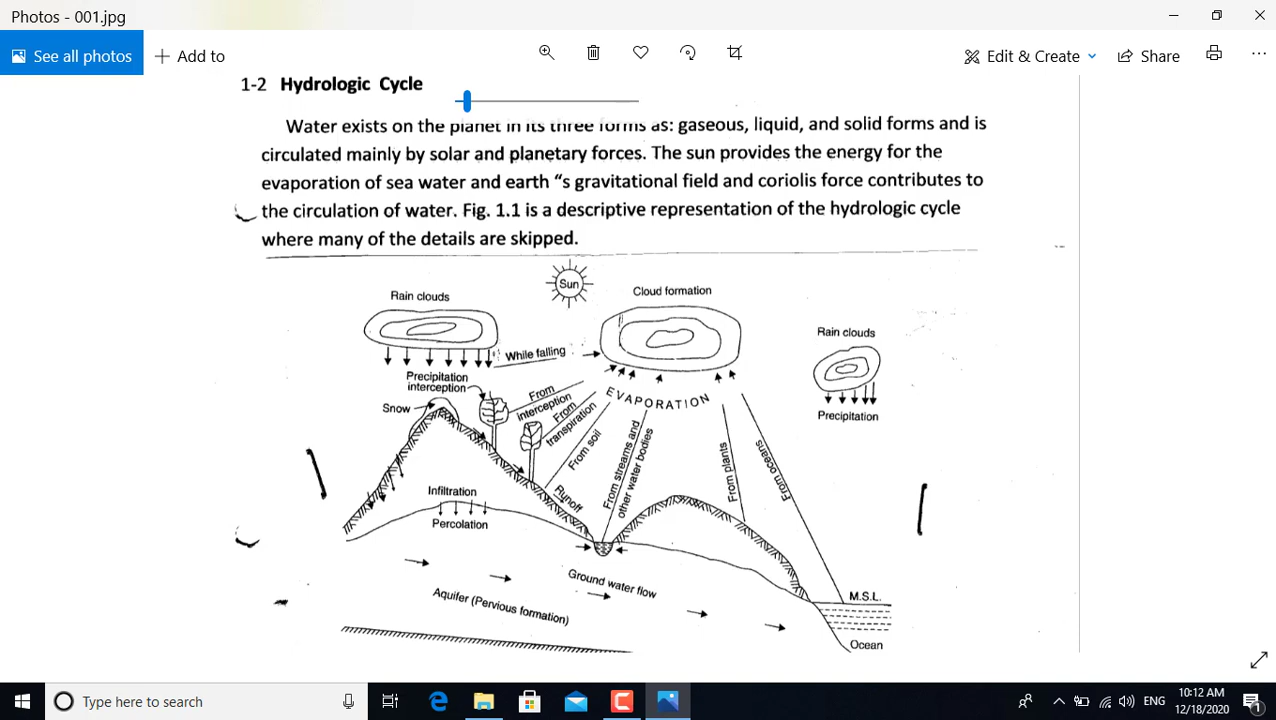 Photos - 001.jpg
See all photos
Add to
Edit & Create
Share
1-2 Hydrologic Cycle
Water exists on the planet in its three forms as: gaseous, liquid, and solid forms and is
circulated mainly by solar and planetary forces. The sun provides the energy for the
evaporation of sea water and earth “s gravitational field and coriolis force contributes to
the circulation of water. Fig. 1.1 is a descriptive representation of the hydrologic cycle
where many of the details are skipped.
Sun
Rain clouds
Cloud formation
Rain clouds
While falling
Precipitation
interception
Precipitation
Snow
From
interception
From
transpiration
EVAPORATION
From soil
From streams and
other water bodies
From plants
From oceans
Infiltration
Percolation
Runoff
Ground water flow
Aquifer (Pervious formation)
M.S.L.
Ocean
Type here to search
ENG
10:12 AM
12/18/2020
1